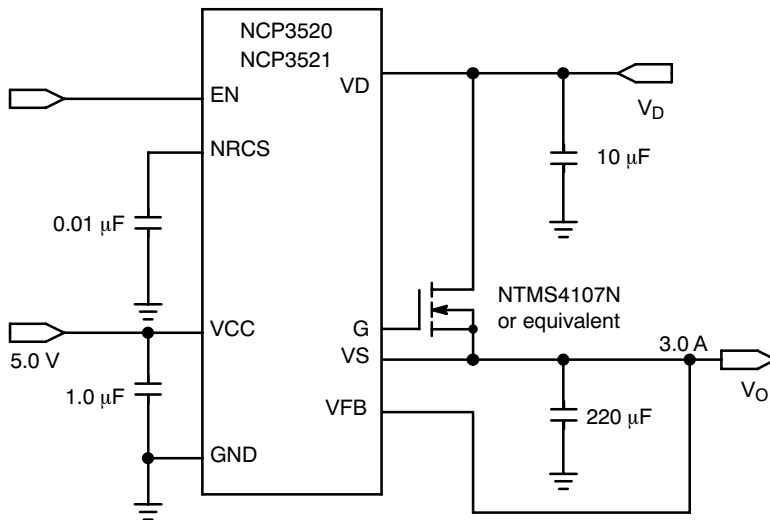 NCP3520
NCP3521
EN
VD
V_D
NRCS
10 µF
0.01 µF
NTMS4107N
or equivalent
G
VCC
5.0 V
VS
3.0 A
V_O
1.0 µF
VFB
220 µF
GND